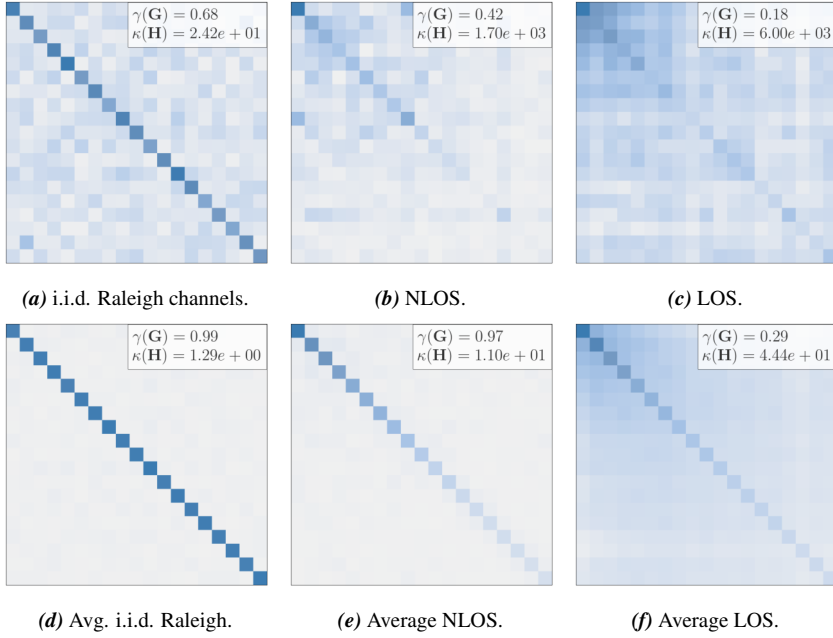 γ(G) = 0.68
κ(H) = 2.42e + 01
γ(G) = 0.42
κ(H) = 1.70e + 03
γ(G) = 0.18
κ(H) = 6.00e + 03
(a) i.i.d. Raleigh channels.
(b) NLOS.
(c) LOS.
γ(G) = 0.99
κ(H) = 1.29e + 00
γ(G) = 0.97
κ(H) = 1.10e + 01
γ(G) = 0.29
κ(H) = 4.44e + 01
(d) Avg. i.i.d. Raleigh.
(e) Average NLOS.
(f) Average LOS.